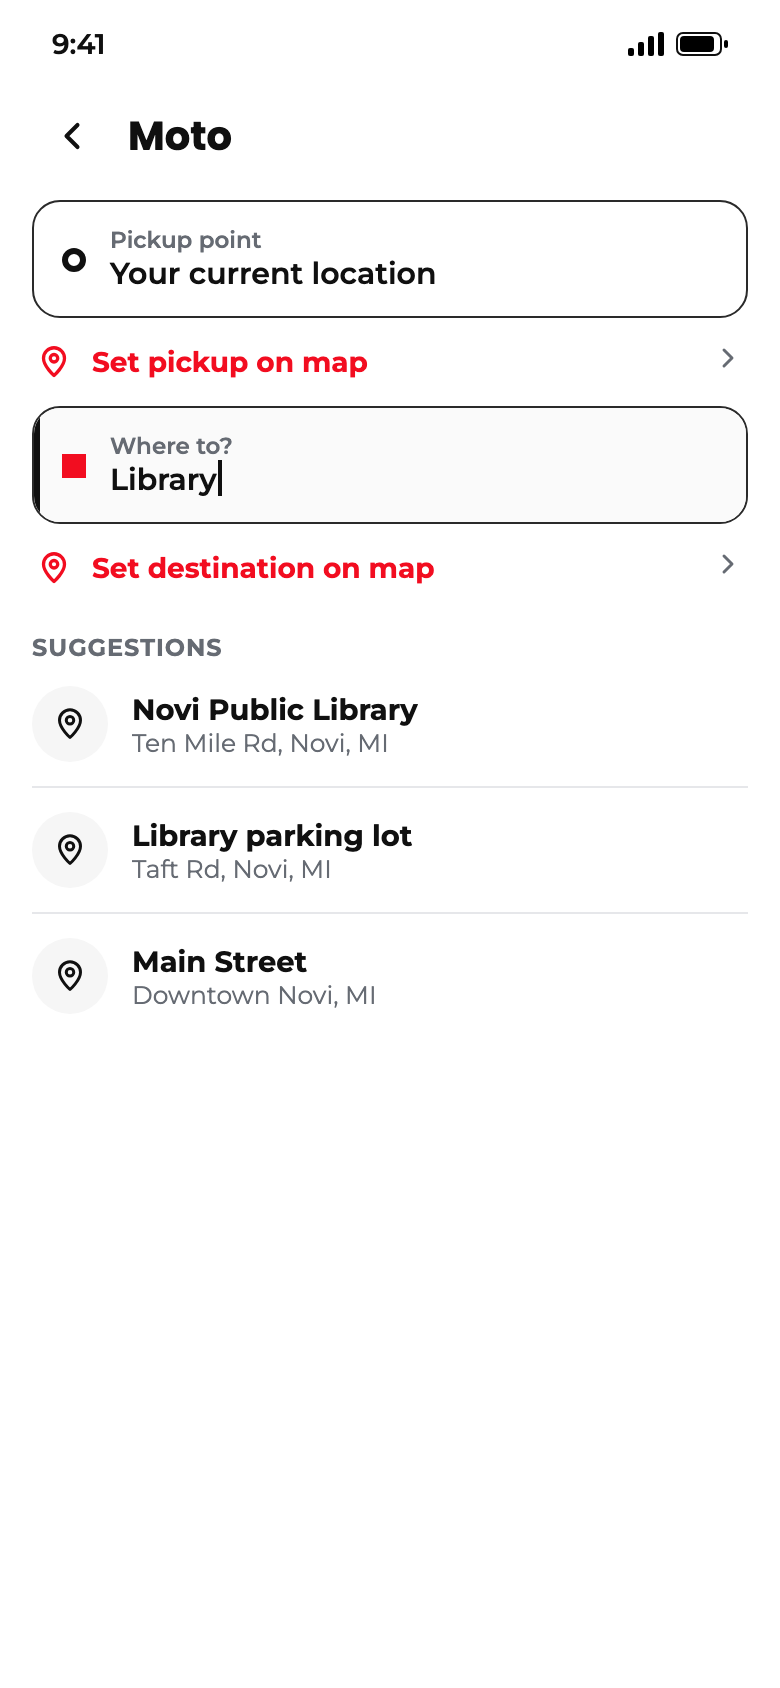 9:41
Moto
Pickup point
Your current location
Set pickup on map
Where to?
Library
Set destination on map
SUGGESTIONS
Novi Public Library
Ten Mile Rd, Novi, MI
Library parking lot
Taft Rd, Novi, MI
Main Street
Downtown Novi, MI